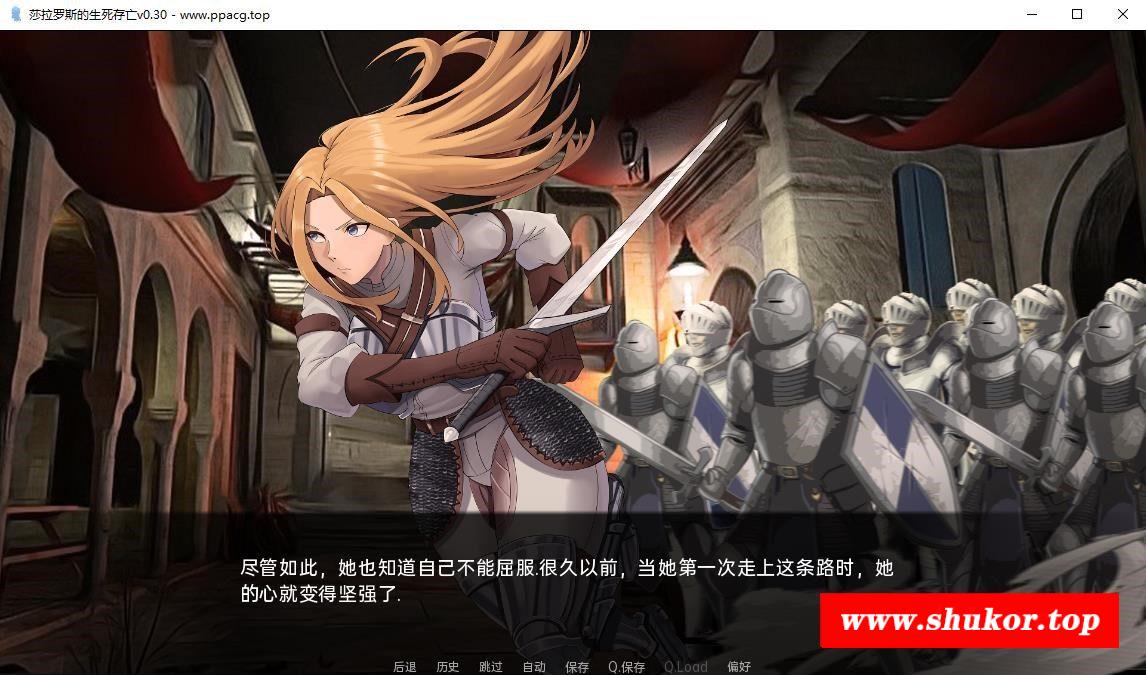 莎拉罗斯的生死存亡v0.30 - www.ppacg.top
尽管如此，她也知道自己不能屈服.很久以前，当她第一次走上这条路时，她
的心就变得坚强了.
www.shukor.top
后退 历史 跳过 自动 保存 Q.保存 Q.Load 偏好